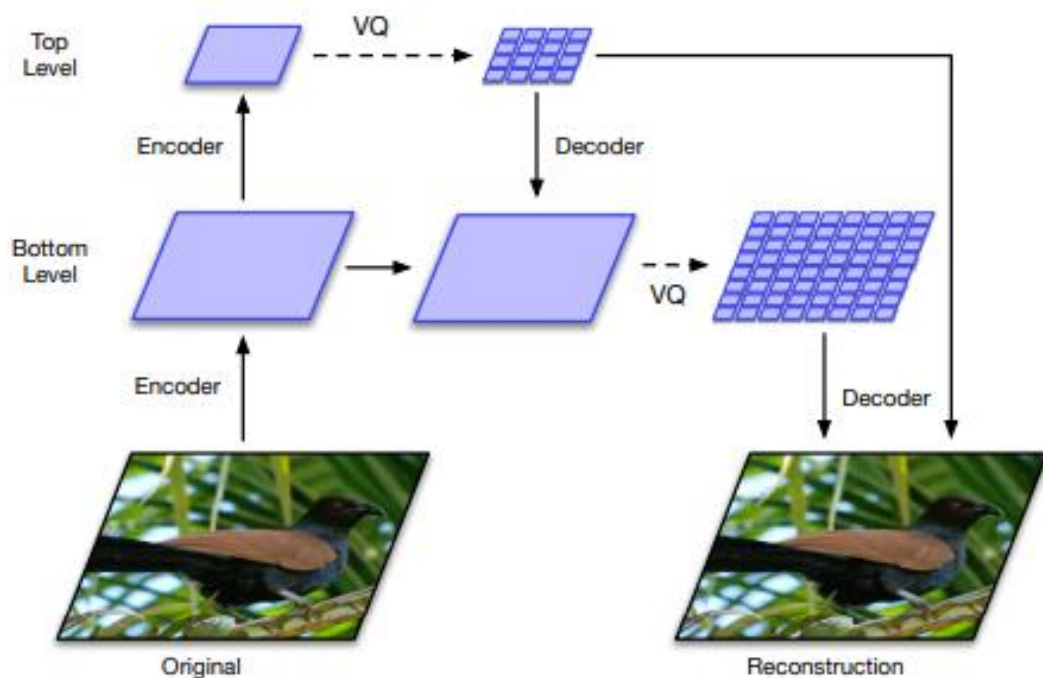 Top
Level
VQ
Encoder
Decoder
Bottom
Level
VQ
Encoder
Decoder
Original
Reconstruction